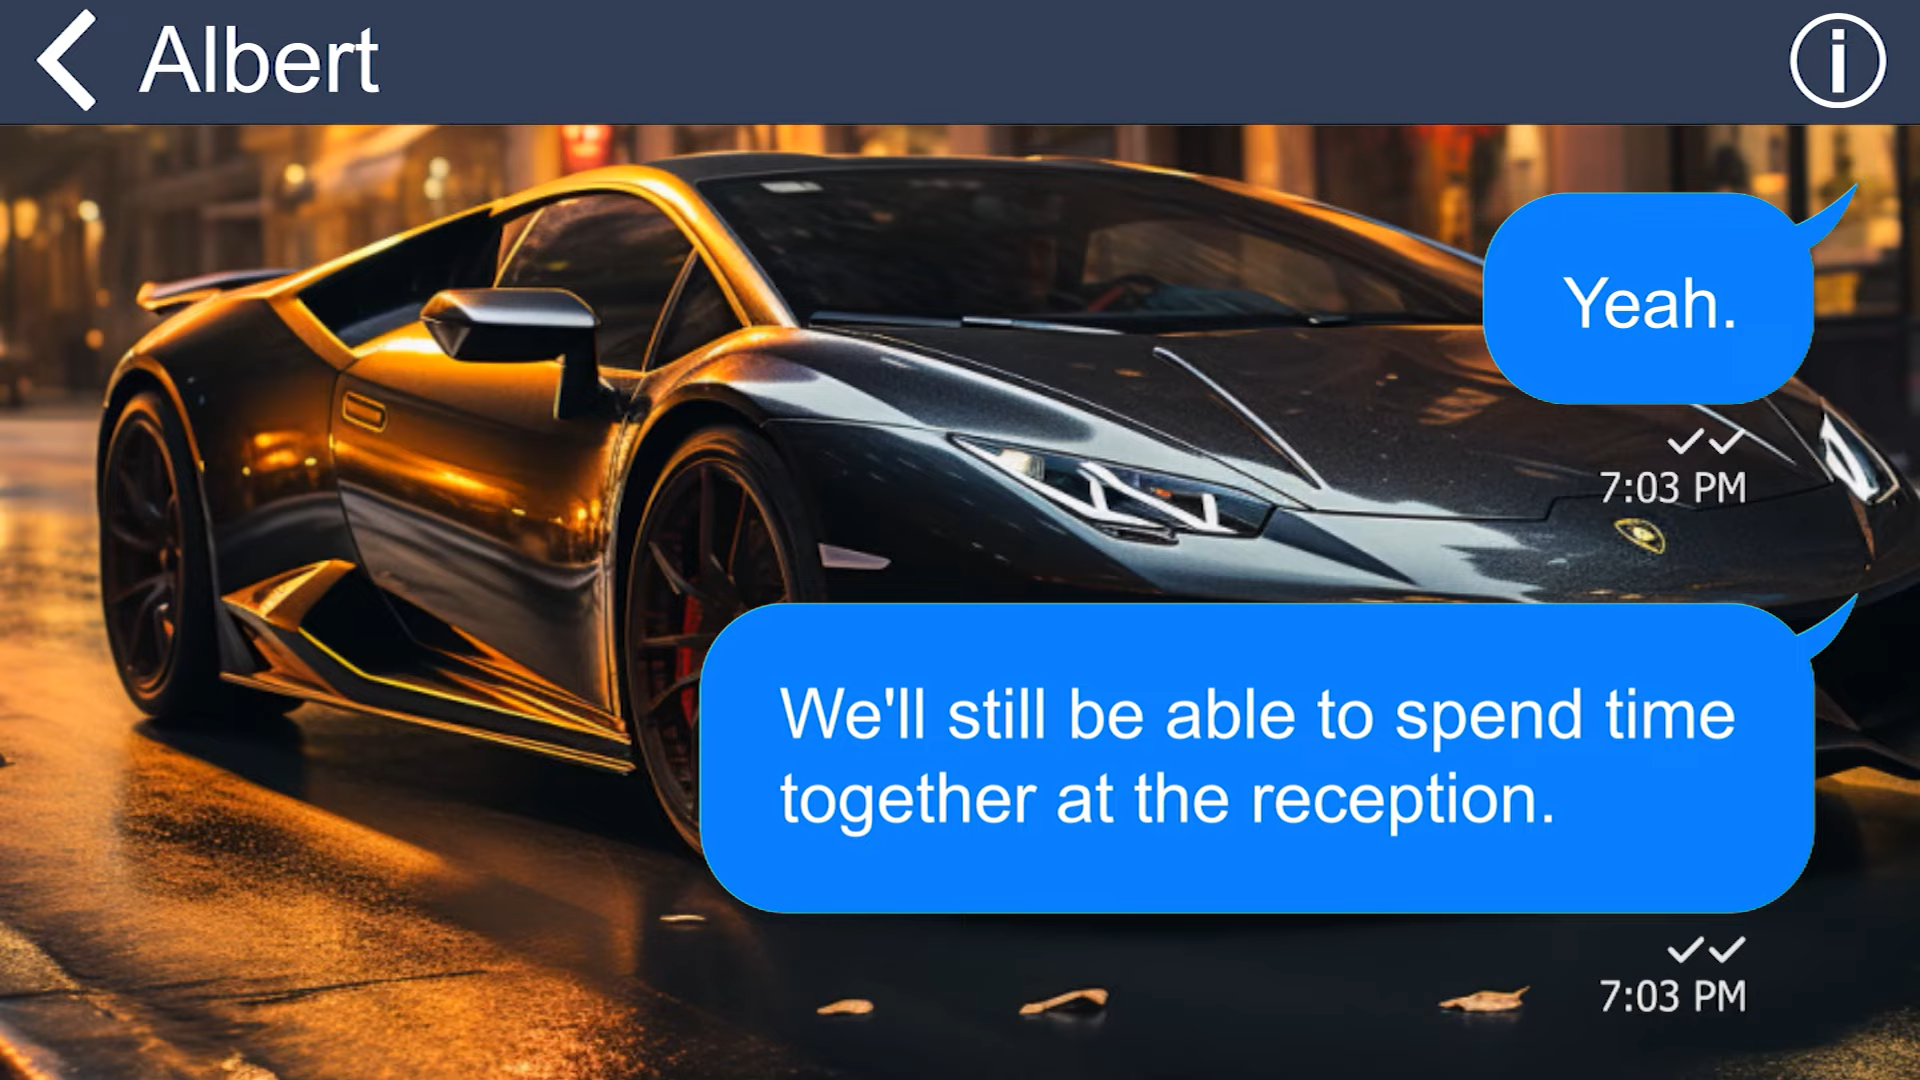 Albert
Yeah.
7:03 PM
We'll still be able to spend time
together at the reception.
7:03 PM